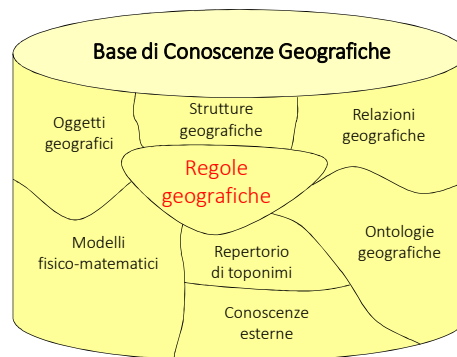 Base di Conoscenze Geografiche
Oggetti
geografici
Strutture
geografiche
Relazioni
geografiche
Regole
geografiche
Modelli
fisico-matematici
Repertorio
di toponimi
Ontologie
geografiche
Conoscenze
esterne